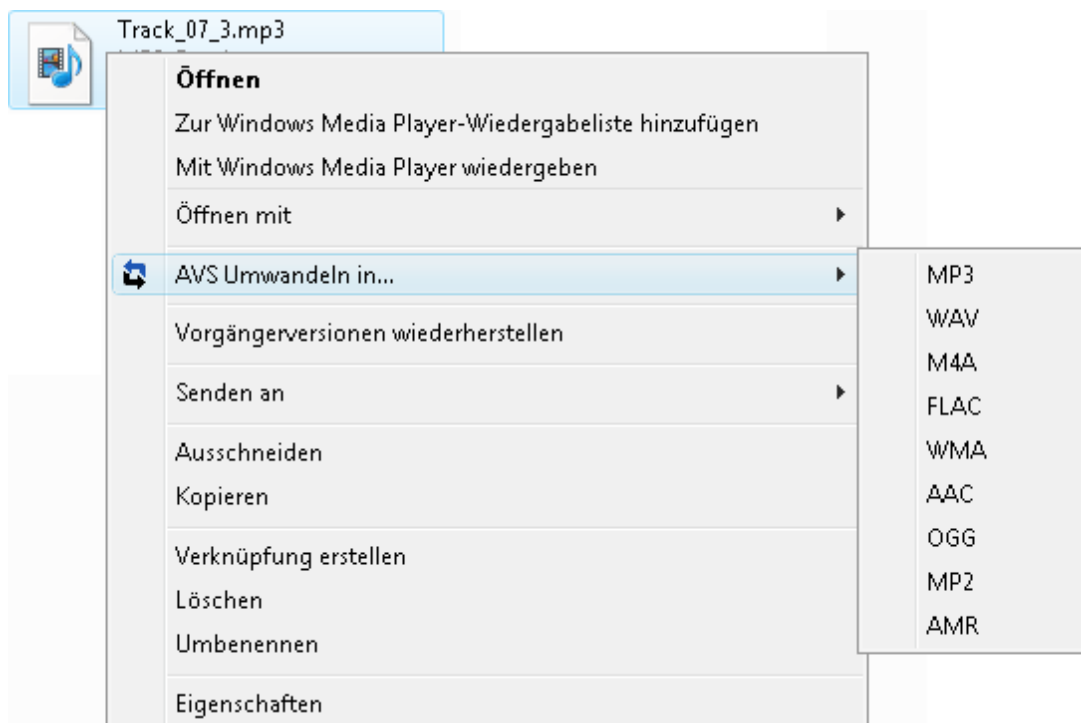 Track_07_3.mp3
Öffnen
Zur Windows Media Player-Wiedergabeliste hinzufügen
Mit Windows Media Player wiedergeben
Öffnen mit
AVS Umwandeln in...
Vorgängerversionen wiederherstellen
Senden an
Ausschneiden
Kopieren
Verknüpfung erstellen
Löschen
Umbenennen
Eigenschaften
MP3
WAV
M4A
FLAC
WMA
AAC
OGG
MP2
AMR